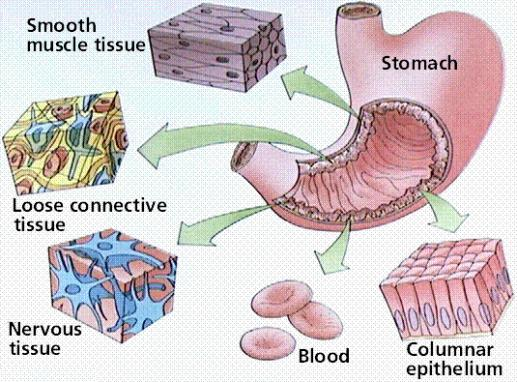 Smooth
muscle tissue
Stomach
Loose connective
tissue
Nervous
tissue
Blood
Columnar
epithelium